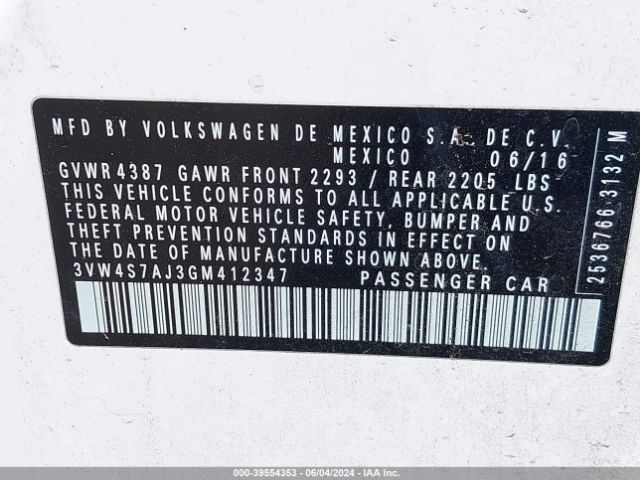 MFD BY VOLKSWAGEN DE MEXICO S.A. DE C.V.
MEXICO 06/16
GVWR 4387 GAWR FRONT 2293 / REAR 2205 LBS
THIS VEHICLE CONFORMS TO ALL APPLICABLE U.S.
FEDERAL MOTOR VEHICLE SAFETY, BUMPER AND
THEFT PREVENTION STANDARDS IN EFFECT ON
THE DATE OF MANUFACTURE SHOWN ABOVE.
3VW4S7AJ3GM412347 PASSENGER CAR
2536766 3132 M
000-39554353 - 06/04/2024 - IAA Inc.